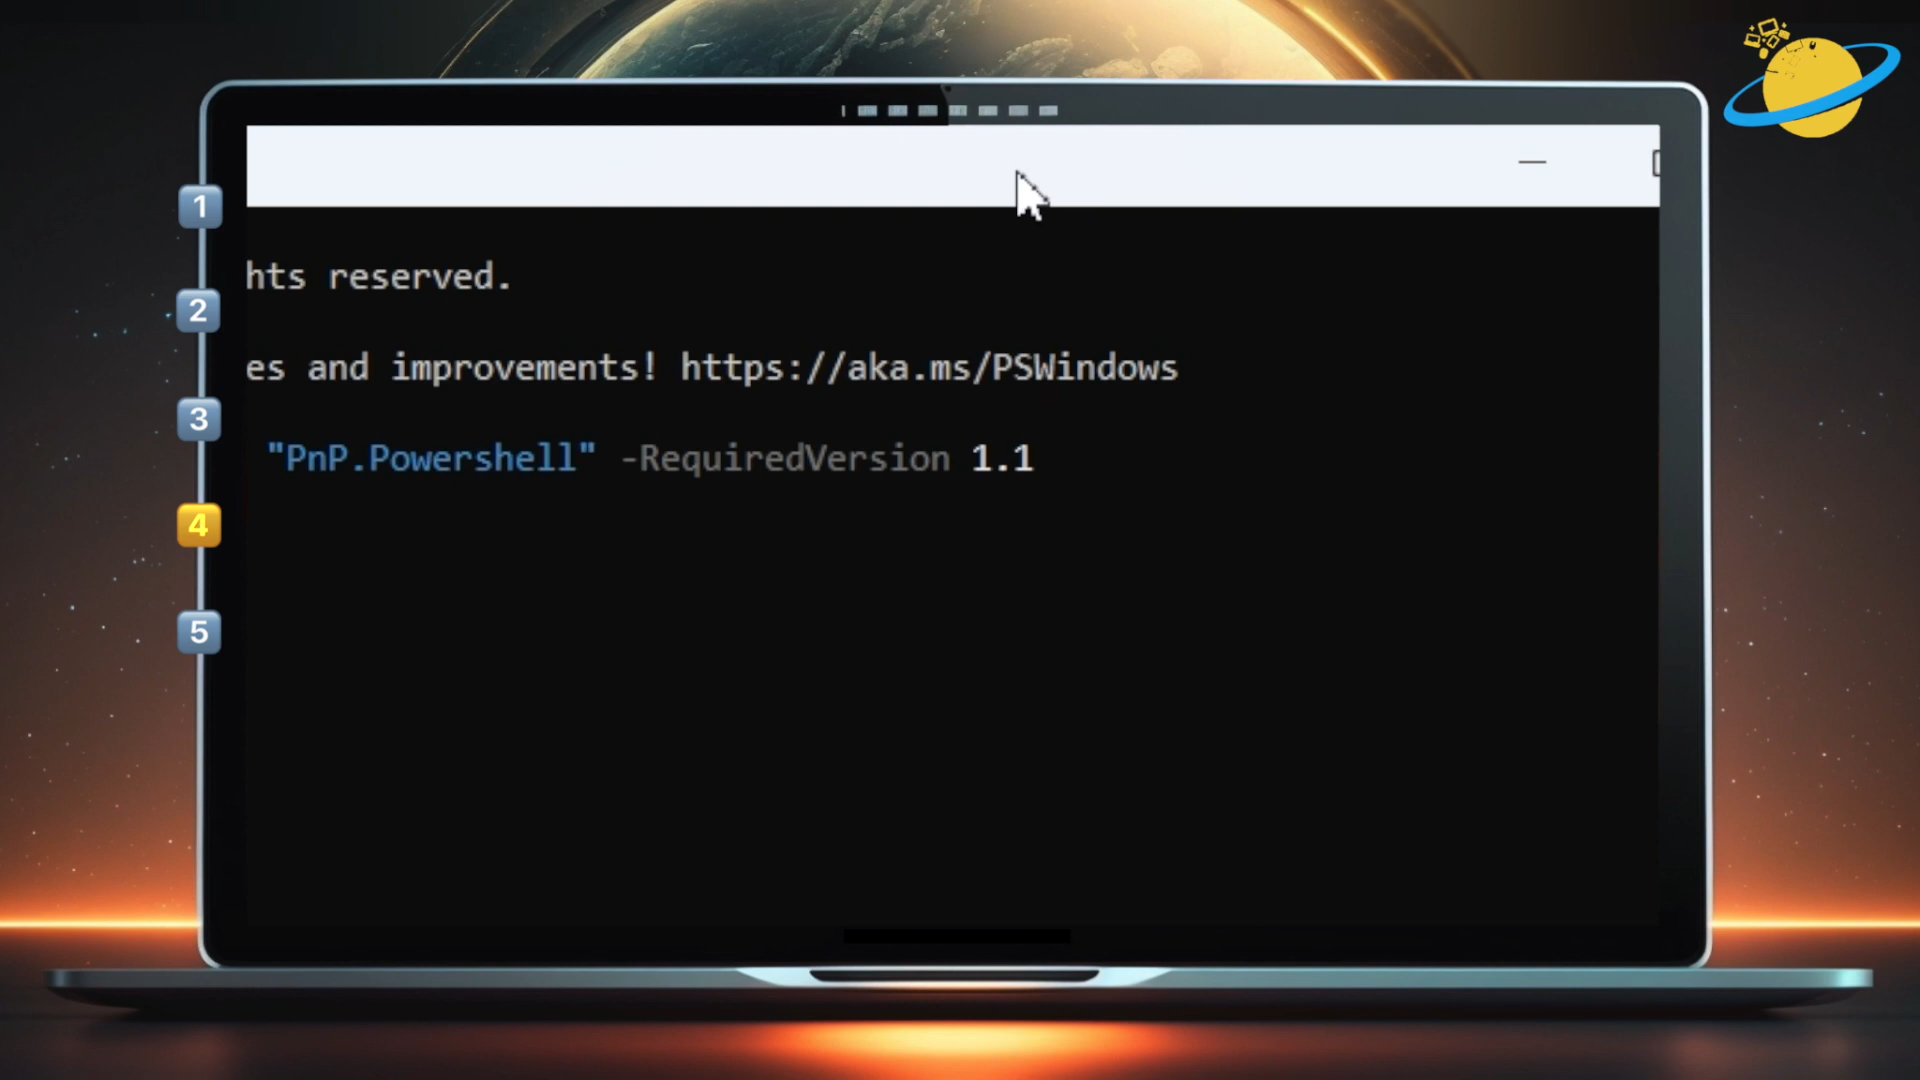 1
hts reserved.
2
es and improvements! https://aka.ms/PSWindows
3
"PnP.Powershell" -RequiredVersion 1.1
4
5